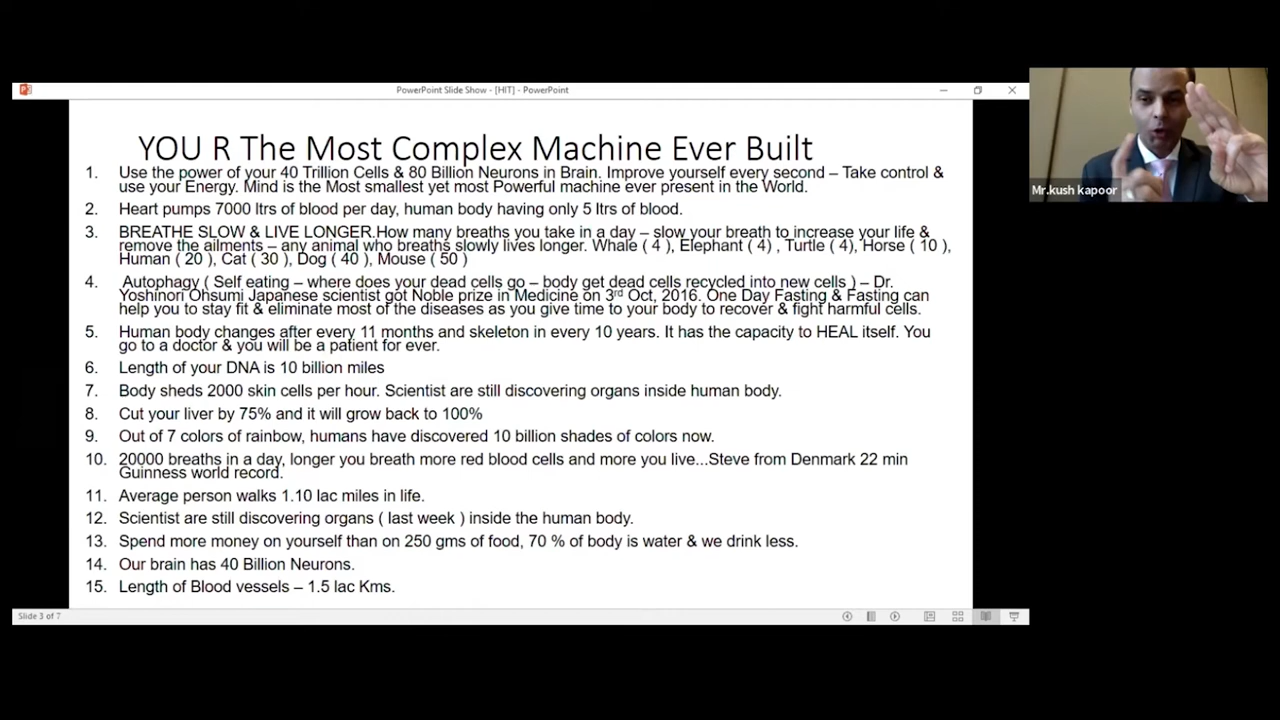 PowerPoint Slide Show - [HIT] - PowerPoint
YOU R The Most Complex Machine Ever Built
1. Use the power of your 40 Trillion Cells & 80 Billion Neurons in Brain. Improve yourself every second – Take control &
use your Energy. Mind is the Most smallest yet most Powerful machine ever present in the World.
2. Heart pumps 7000 ltrs of blood per day, human body having only 5 ltrs of blood.
3. BREATHE SLOW & LIVE LONGER.How many breaths you take in a day – slow your breath to increase your life &
remove the ailments – any animal who breaths slowly lives longer. Whale ( 4 ), Elephant ( 4) , Turtle ( 4), Horse ( 10 ),
Human ( 20 ), Cat ( 30 ), Dog ( 40 ), Mouse ( 50 )
4. Autophagy ( Self eating – where does your dead cells go – body get dead cells recycled into new cells ) – Dr.
Yoshinori Ohsumi Japanese scientist got Noble prize in Medicine on 3rd Oct, 2016. One Day Fasting & Fasting can
help you to stay fit & eliminate most of the diseases as you give time to your body to recover & fight harmful cells.
5. Human body changes after every 11 months and skeleton in every 10 years. It has the capacity to HEAL itself. You
go to a doctor & you will be a patient for ever.
6. Length of your DNA is 10 billion miles
7. Body sheds 2000 skin cells per hour. Scientist are still discovering organs inside human body.
8. Cut your liver by 75% and it will grow back to 100%
9. Out of 7 colors of rainbow, humans have discovered 10 billion shades of colors now.
10. 20000 breaths in a day, longer you breath more red blood cells and more you live...Steve from Denmark 22 min
Guinness world record.
11. Average person walks 1.10 lac miles in life.
12. Scientist are still discovering organs ( last week ) inside the human body.
13. Spend more money on yourself than on 250 gms of food, 70 % of body is water & we drink less.
14. Our brain has 40 Billion Neurons.
15. Length of Blood vessels – 1.5 lac Kms.
Slide 3 of 7
Mr.kush kapoor